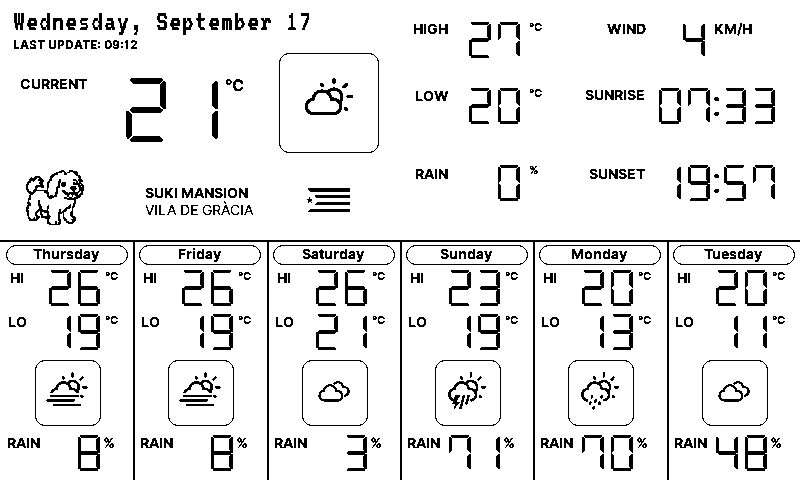 Wednesday, September 17
LAST UPDATE: 09:12
CURRENT 21 °C
HIGH 27 °C
WIND 4 KM/H
LOW 20 °C
SUNRISE 07:33
RAIN 0 %
SUNSET 19:57
SUKI MANSION
VILA DE GRÀCIA
Thursday
HI 26 °C
LO 19 °C
RAIN 8 %
Friday
HI 26 °C
LO 19 °C
RAIN 8 %
Saturday
HI 26 °C
LO 21 °C
RAIN 3 %
Sunday
HI 23 °C
LO 19 °C
RAIN 71 %
Monday
HI 20 °C
LO 13 °C
RAIN 70 %
Tuesday
HI 20 °C
LO 11 °C
RAIN 48 %